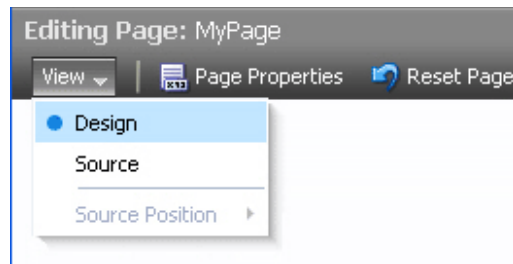 Editing Page: MyPage
View Page Properties Reset Page
Design
Source
Source Position